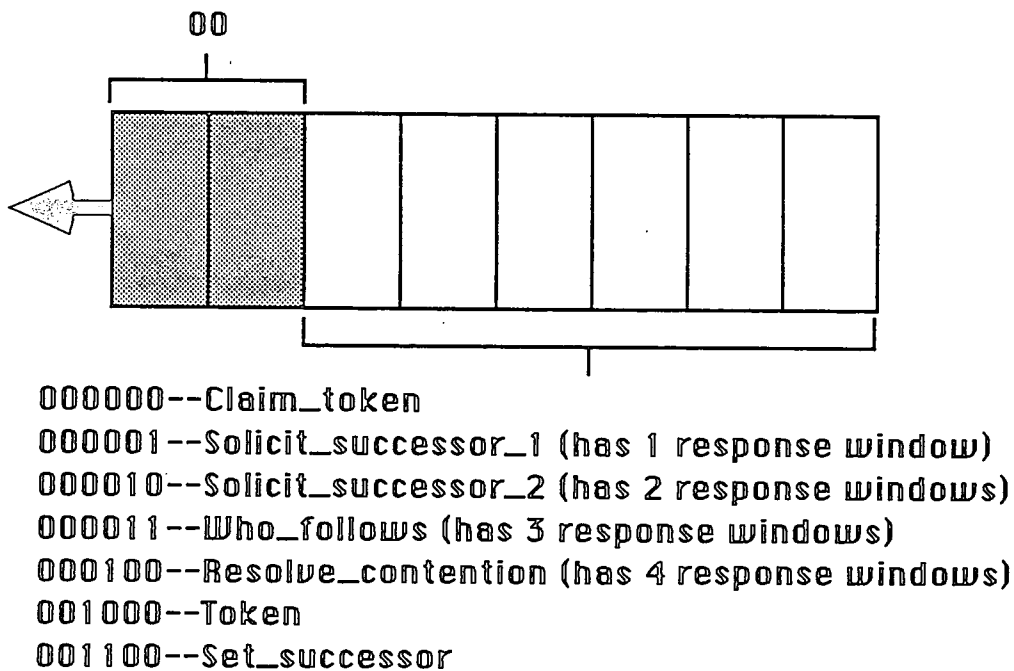 00
000000--Claim_token
000001--Solicit_successor_1 (has 1 response window)
000010--Solicit_successor_2 (has 2 response windows)
000011--Who_follows (has 3 response windows)
000100--Resolve_contention (has 4 response windows)
001000--Token
001100--Set_successor